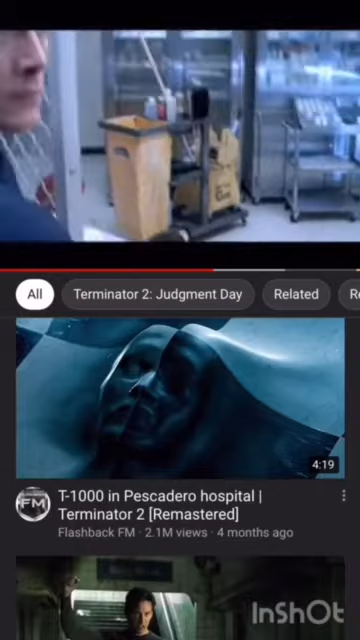 All
Terminator 2: Judgment Day
Related
4:19
FM
T-1000 in Pescadero hospital |
Terminator 2 [Remastered]
Flashback FM · 2.1M views · 4 months ago
InShOt